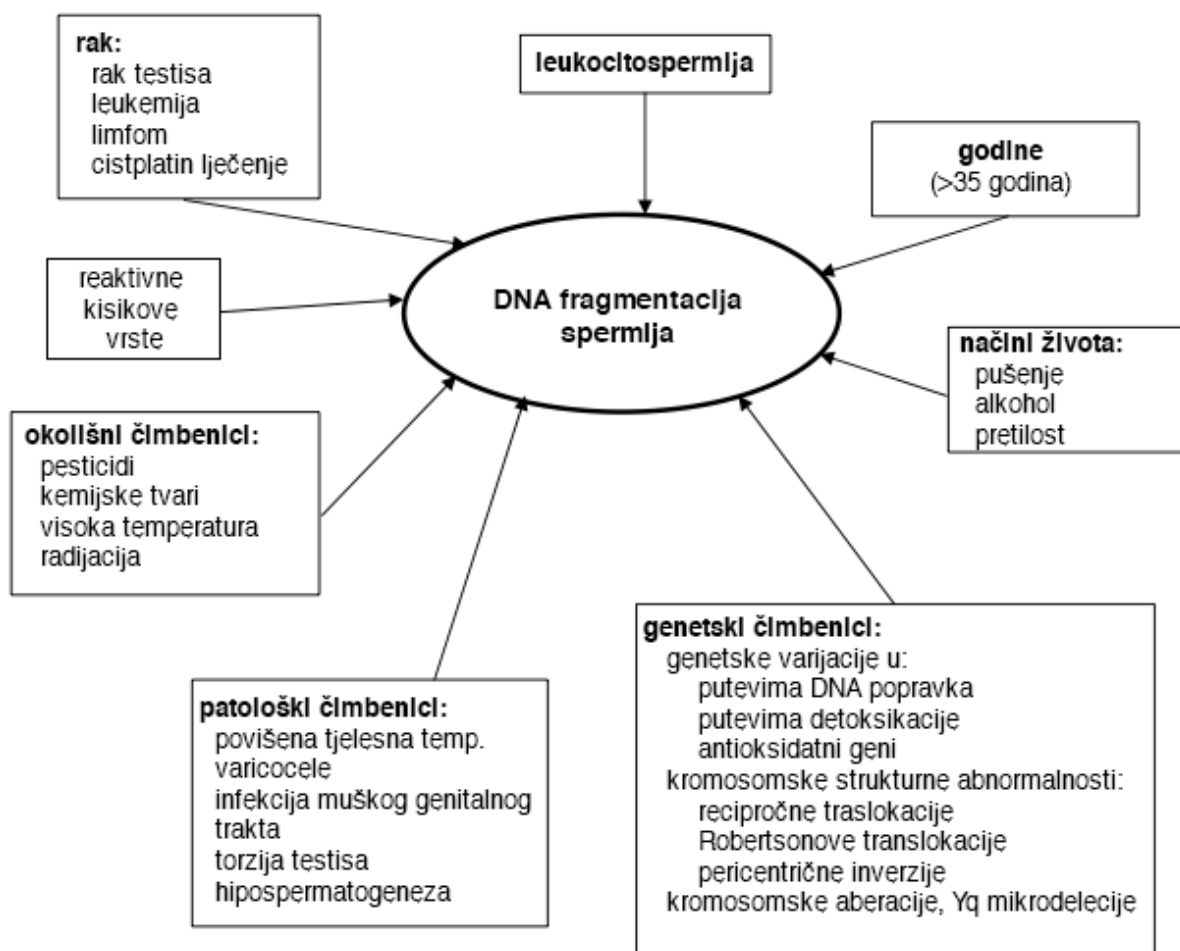 rak:
rak testisa
leukemija
limfom
cistplatin lječenje
leukocitospermija
godine
(>35 godina)
reaktivne
kisikove
vrste
DNA fragmentacija
spermija
načini života:
pušenje
alkohol
pretilost
okolišni čimbenici:
pesticidi
kemijske tvari
visoka temperatura
radijacija
patološki čimbenici:
povišena tjelesna temp.
varicocele
infekcija muškog genitalnog
trakta
torzija testisa
hipospermatogeneza
genetski čimbenici:
genetske varijacije u:
putevima DNA popravka
putevima detoksikacije
antioksidatni geni
kromosomske strukturne abnormalnosti:
recipročne traslokacije
Robertsonove translokacije
pericentrične inverzije
kromosomske aberacije, Yq mikrodelecije